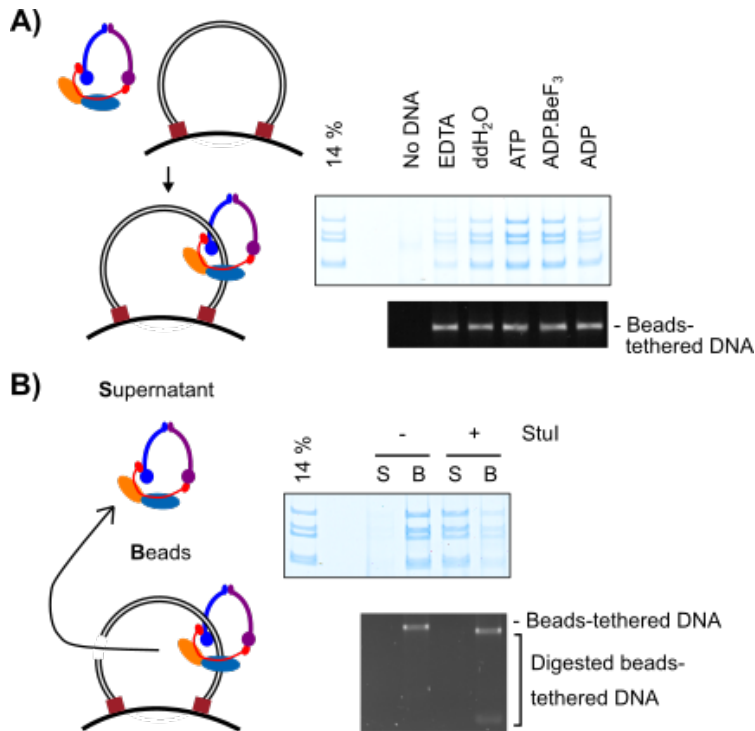 A)
14 %
No DNA
EDTA
ddH₂O
ATP
ADP.BeF₃
ADP
- Beads-
tethered DNA
B)
Supernatant
Beads
14 %
- + StuI
S B S B
- Beads-tethered DNA
Digested beads-
tethered DNA